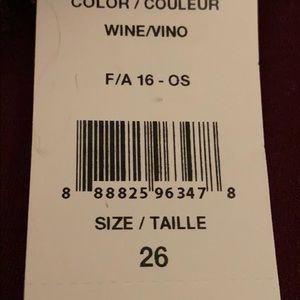 COLOR / COULEUR
WINE/VINO
F/A 16 - OS
8 88825 96347 8
SIZE / TAILLE
26